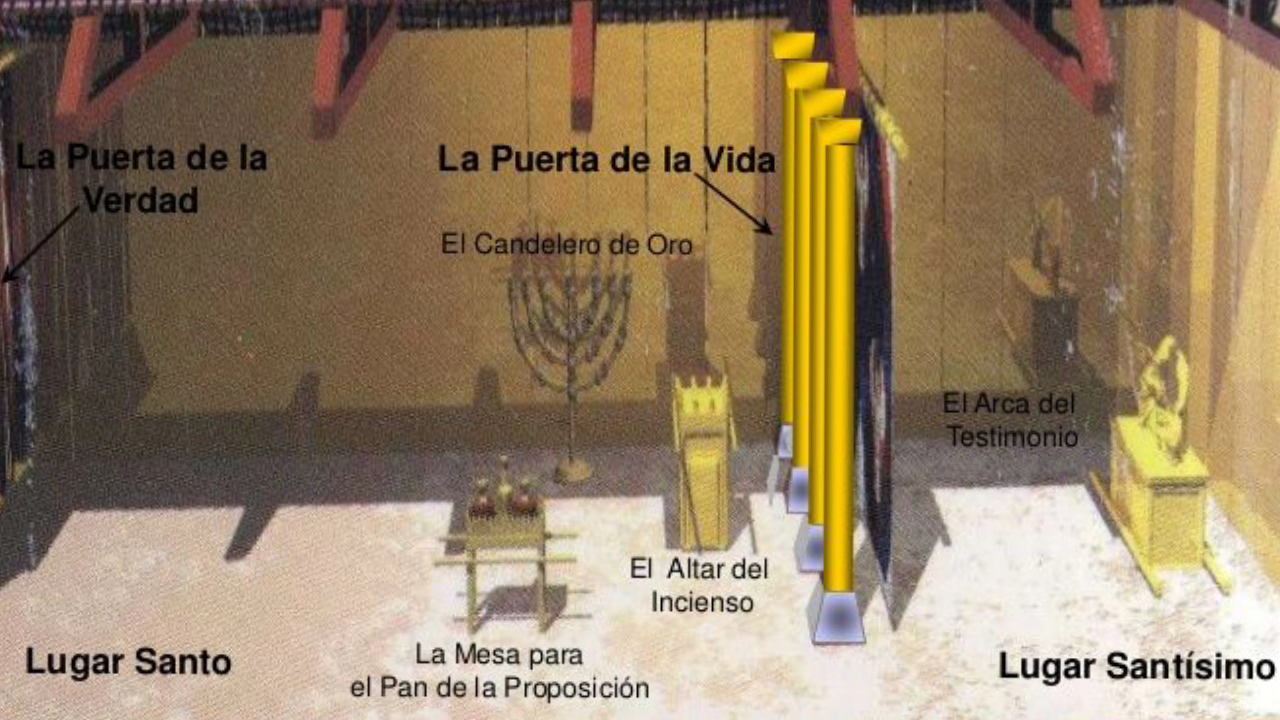 La Puerta de la
Verdad
La Puerta de la Vida
El Candelero de Oro
El Arca del
Testimonio
El Altar del
Incienso
La Mesa para
el Pan de la Proposición
Lugar Santo
Lugar Santísimo